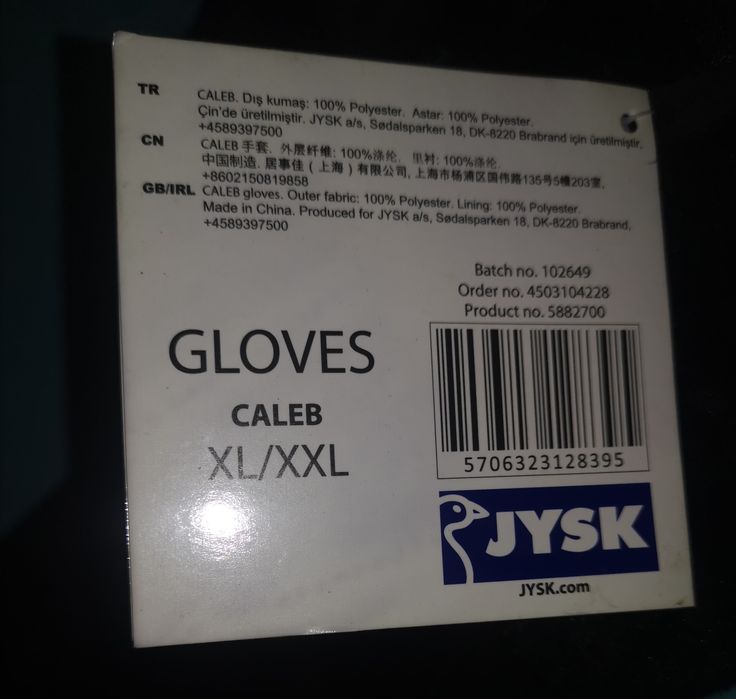 TR CALEB. Dış kumaş: 100% Polyester. Astar: 100% Polyester.
Çin'de üretilmiştir. JYSK a/s, Sødalsparken 18, DK-8220 Brabrand için üretilmiştir,
+4589397500
CN CALEB 手套. 外层纤维: 100%涤纶. 里衬: 100%涤纶.
中国制造. 居事佳（上海）有限公司, 上海市杨浦区国伟路135号5幢203室,
+8602150819858
GB/IRL CALEB gloves. Outer fabric: 100% Polyester. Lining: 100% Polyester.
Made in China. Produced for JYSK a/s, Sødalsparken 18, DK-8220 Brabrand,
+4589397500
Batch no. 102649
Order no. 4503104228
Product no. 5882700
GLOVES
CALEB
XL/XXL
5706323128395
JYSK
JYSK.com